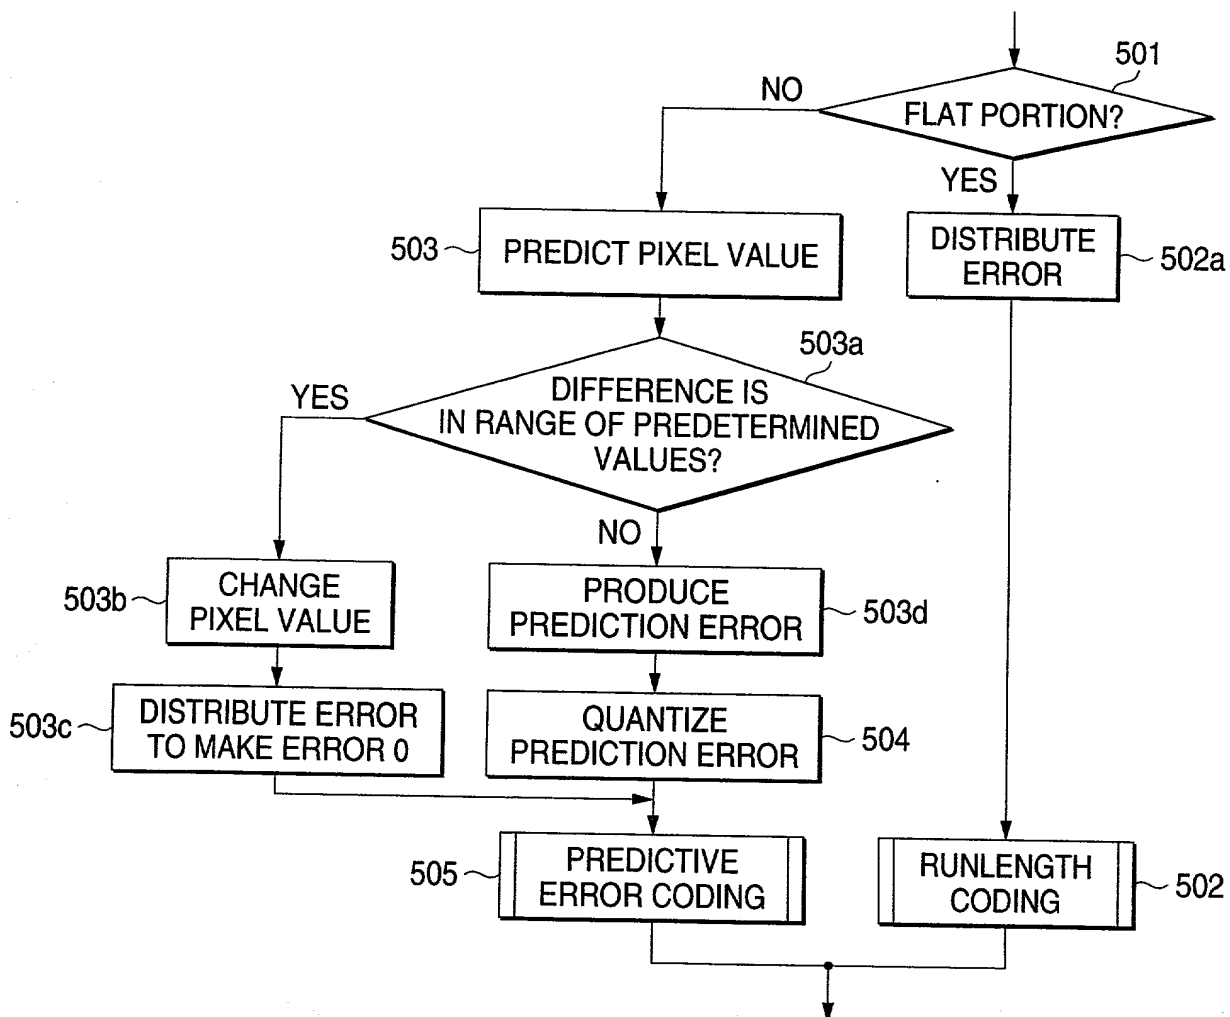 501
NO
FLAT PORTION?
YES
503
PREDICT PIXEL VALUE
DISTRIBUTE
ERROR
502a
503a
YES
DIFFERENCE IS
IN RANGE OF PREDETERMINED
VALUES?
NO
503b
CHANGE
PIXEL VALUE
PRODUCE
PREDICTION ERROR
503d
503c
DISTRIBUTE ERROR
TO MAKE ERROR 0
QUANTIZE
PREDICTION ERROR
504
505
PREDICTIVE
ERROR CODING
RUNLENGTH
CODING
502